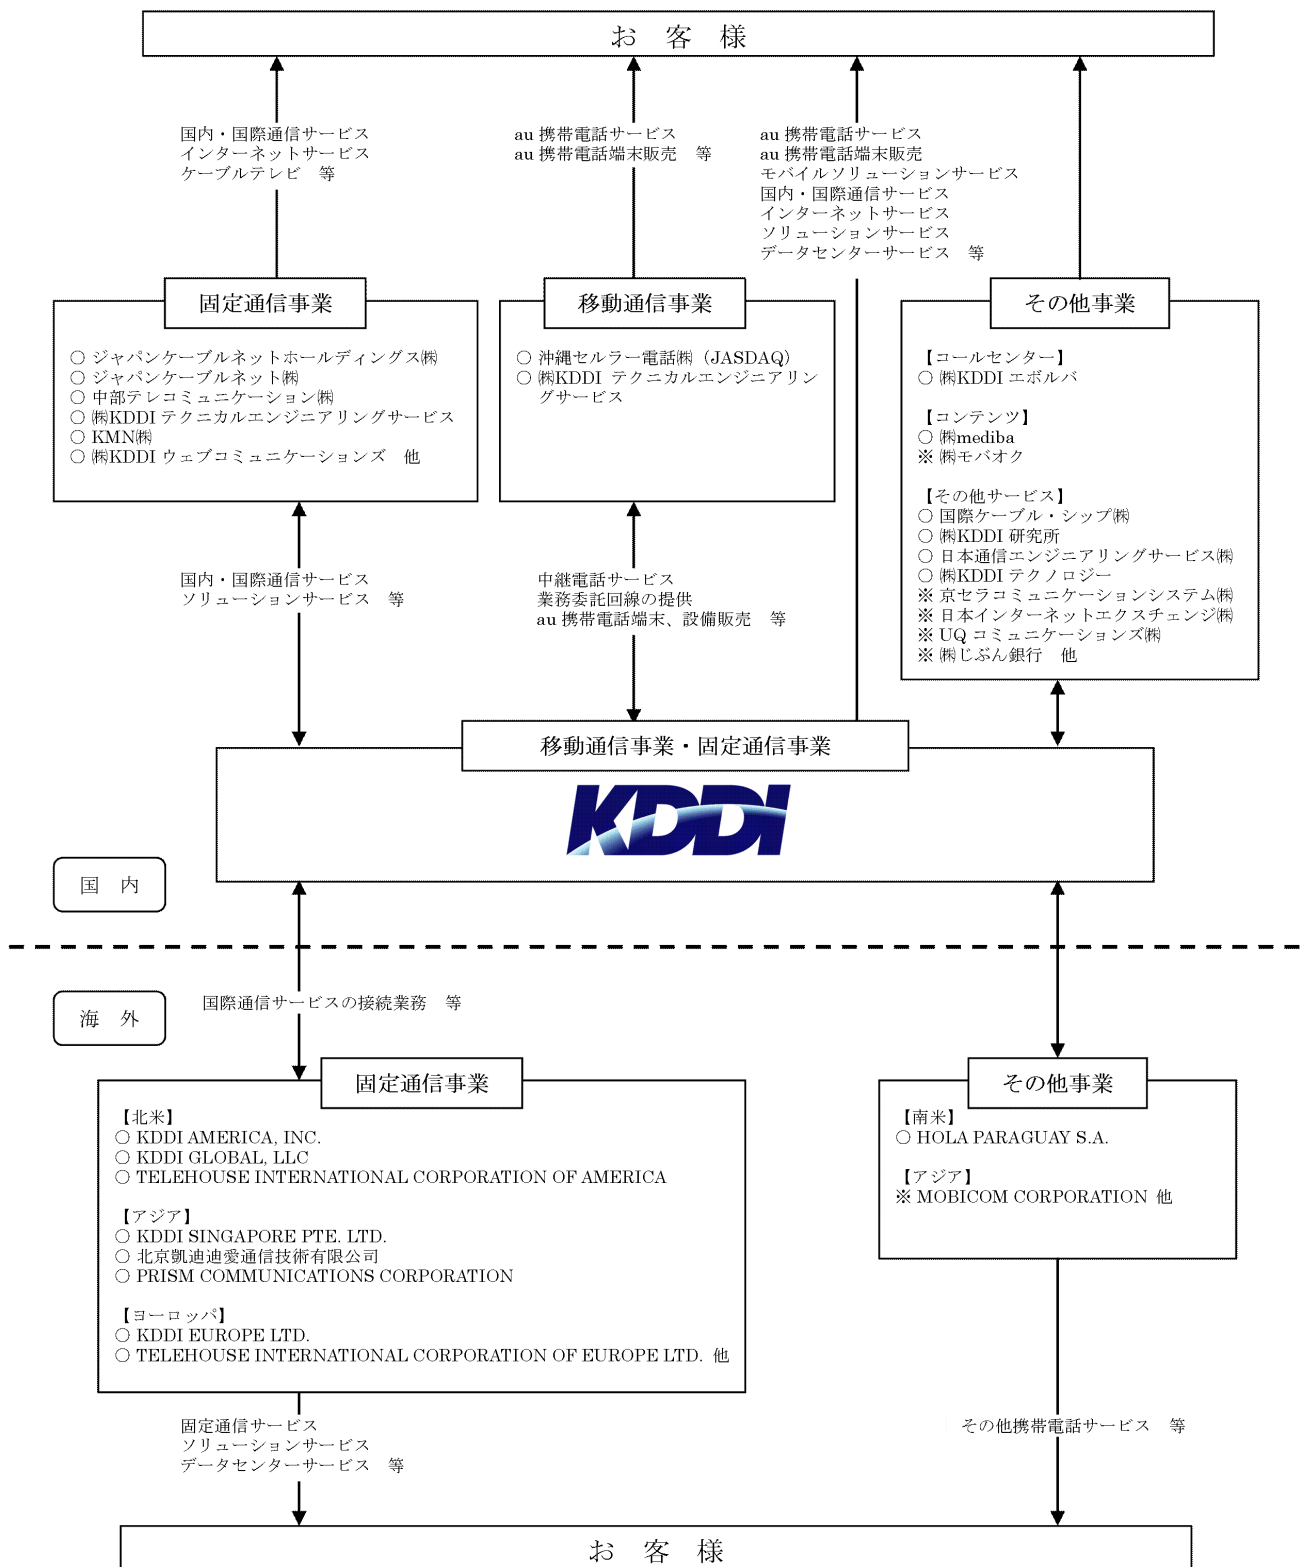 お 客 様
国内・国際通信サービス
インターネットサービス
ケーブルテレビ 等
au 携帯電話サービス
au 携帯電話端末販売 等
au 携帯電話サービス
au 携帯電話端末販売
モバイルソリューションサービス
国内・国際通信サービス
インターネットサービス
ソリューションサービス
データセンターサービス 等
固定通信事業
○ ジャパンケーブルネットホールディングス㈱
○ ジャパンケーブルネット㈱
○ 中部テレコミュニケーション㈱
○ ㈱KDDI テクニカルエンジニアリングサービス
○ KMN㈱
○ ㈱KDDI ウェブコミュニケーションズ 他
移動通信事業
○ 沖縄セルラー電話㈱（JASDAQ）
○ ㈱KDDI テクニカルエンジニアリン
グサービス
その他事業
【コールセンター】
○ ㈱KDDI エボルバ
【コンテンツ】
○ ㈱mediba
※ ㈱モバオク
【その他サービス】
○ 国際ケーブル・シップ㈱
○ ㈱KDDI 研究所
○ 日本通信エンジニアリングサービス㈱
○ ㈱KDDI テクノロジー
※ 京セラコミュニケーションシステム㈱
※ 日本インターネットエクスチェンジ㈱
※ UQ コミュニケーションズ㈱
※ ㈱じぶん銀行 他
国内・国際通信サービス
ソリューションサービス 等
中継電話サービス
業務委託回線の提供
au 携帯電話端末、設備販売 等
移動通信事業・固定通信事業
KDDI
国 内
海 外
国際通信サービスの接続業務 等
固定通信事業
【北米】
○ KDDI AMERICA, INC.
○ KDDI GLOBAL, LLC
○ TELEHOUSE INTERNATIONAL CORPORATION OF AMERICA
【アジア】
○ KDDI SINGAPORE PTE. LTD.
○ 北京凱迪迪愛通信技術有限公司
○ PRISM COMMUNICATIONS CORPORATION
【ヨーロッパ】
○ KDDI EUROPE LTD.
○ TELEHOUSE INTERNATIONAL CORPORATION OF EUROPE LTD. 他
その他事業
【南米】
○ HOLA PARAGUAY S.A.
【アジア】
※ MOBICOM CORPORATION 他
固定通信サービス
ソリューションサービス
データセンターサービス 等
その他携帯電話サービス 等
お 客 様